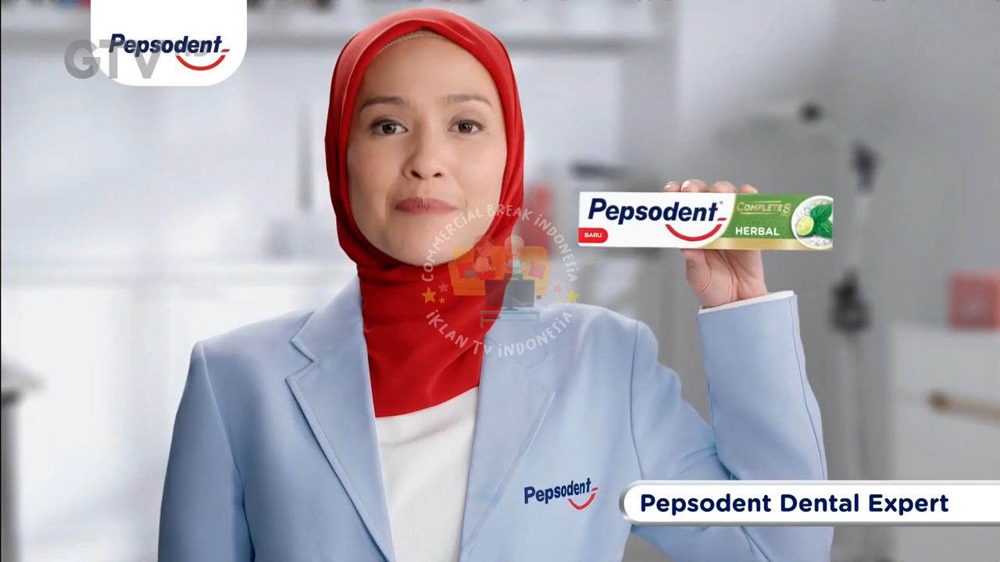 GTV
Pepsodent
COMMERCIAL BREAK iNDONESiA
iKLAN TV iNDONESiA
Pepsodent®
COMPLETE 8
HERBAL
BARU
Pepsodent
Pepsodent Dental Expert